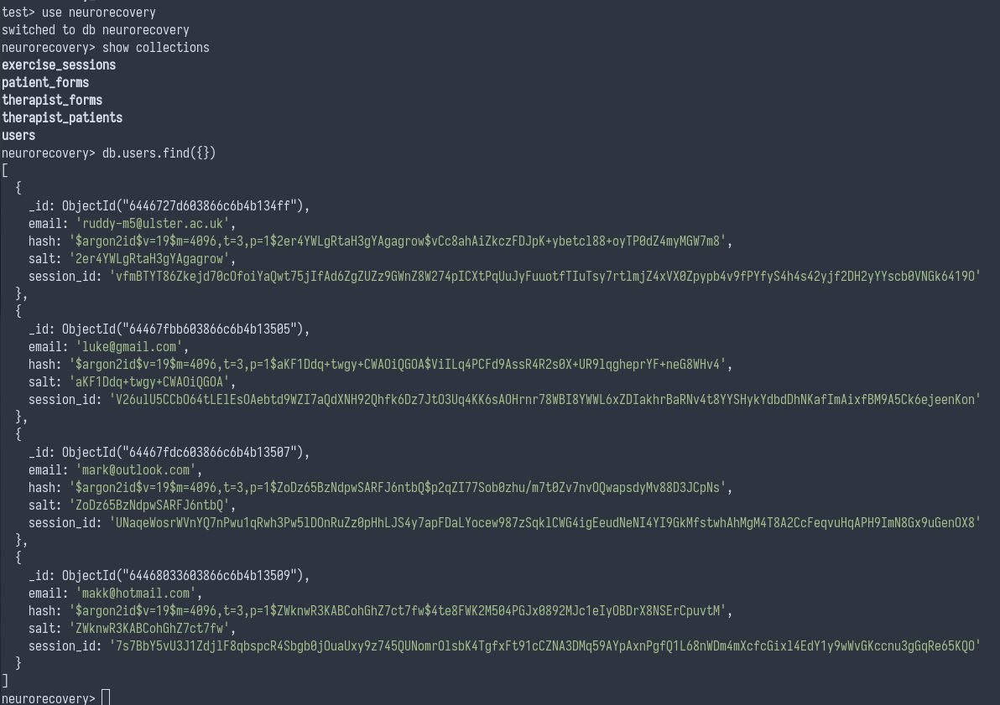 test> use neurorecovery
switched to db neurorecovery
neurorecovery> show collections
exercise_sessions
patient_forms
therapist_forms
therapist_patients
users
neurorecovery> db.users.find({})
[
  {
    _id: ObjectId("6446727d603866c6b4b134ff"),
    email: 'ruddy-m5@ulster.ac.uk',
    hash: '$argon2id$v=19$m=4096,t=3,p=1$2er4YWLgRtaH3gYAgagrow$vCc8ahAiZkczFDJpK+ybetcl88+oyTP0dZ4myMGW7m8',
    salt: '2er4YWLgRtaH3gYAgagrow',
    session_id: 'vfmBTYT86Zkejd70cOfoiYaQwt75jIfAd6ZgZUZz9GWnZ8W274pICXtPqUuJyFuuotfTIuTsy7rtlmjZ4xVX0Zpypb4v9fPYfyS4h4s42yjf2DH2yYYscb0VNGk6419O'
  },
  {
    _id: ObjectId("64467fbb603866c6b4b13505"),
    email: 'luke@gmail.com',
    hash: '$argon2id$v=19$m=4096,t=3,p=1$aKF1Ddq+twgy+CWAOiQGOA$ViILq4PCFd9AssR4R2s0X+UR9lqgheprYF+neG8WHv4',
    salt: 'aKF1Ddq+twgy+CWAOiQGOA',
    session_id: 'V26ulU5CCbO64tLElEsOAebtd9WZI7aQdXNH92Qhfk6Dz7JtO3Uq4KK6sAOHrnr78WBI8YWWL6xZDIakhrBaRNv4t8YYSHykYdbdDhNKafImAixfBM9A5Ck6ejeenKon'
  },
  {
    _id: ObjectId("64467fdc603866c6b4b13507"),
    email: 'mark@outlook.com',
    hash: '$argon2id$v=19$m=4096,t=3,p=1$ZoDz65BzNdpwSARFJ6ntbQ$p2qZI77Sob0zhu/m7t0Zv7nvOQwapsdyMv88D3JCpNs',
    salt: 'ZoDz65BzNdpwSARFJ6ntbQ',
    session_id: 'UNaqeWosrWVnYQ7nPwu1qRwh3Pw5lDOnRuZz0pHhLJS4y7apFDaLYocew987zSqklCWG4igEeudNeNI4YI9GkMfstwhAhMgM4T8A2CcFeqvuHqAPH9ImN8Gx9uGenOX8'
  },
  {
    _id: ObjectId("64468033603866c6b4b13509"),
    email: 'makk@hotmail.com',
    hash: '$argon2id$v=19$m=4096,t=3,p=1$ZWknwR3KABCohGhZ7ct7fw$4te8FWK2M504PGJx0892MJc1eIyOBDrX8NSErCpuvtM',
    salt: 'ZWknwR3KABCohGhZ7ct7fw',
    session_id: '7s7BbY5vU3J1ZdjlF8qbspcR4Sbgb0jOuaUxy9z745QUNomrOlsbK4TgfxFt91cCZNA3DMq59AYpAxnPgfQ1L68nWDm4mXcfcGixl4EdY1y9wWvGKccnu3gGqRe65KQO'
  }
]
neurorecovery>